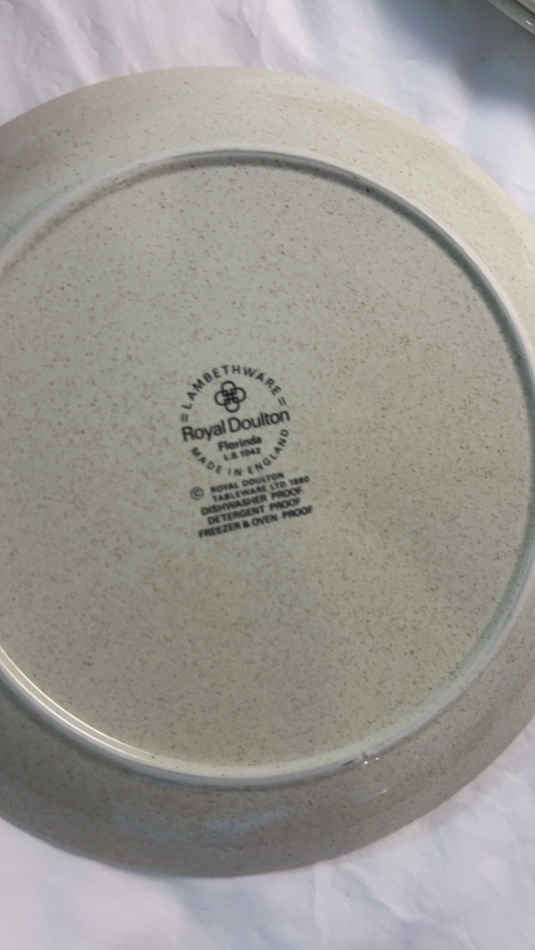 = LAMBETHWARE =
Royal Doulton
Florinda
L.S. 1042
MADE IN ENGLAND
© ROYAL DOULTON
TABLEWARE LTD. 1980
DISHWASHER PROOF
DETERGENT PROOF
FREEZER & OVEN PROOF